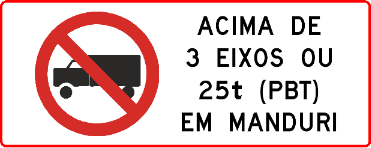 ACIMA DE
3 EIXOS OU
25t (PBT)
EM MANDURI